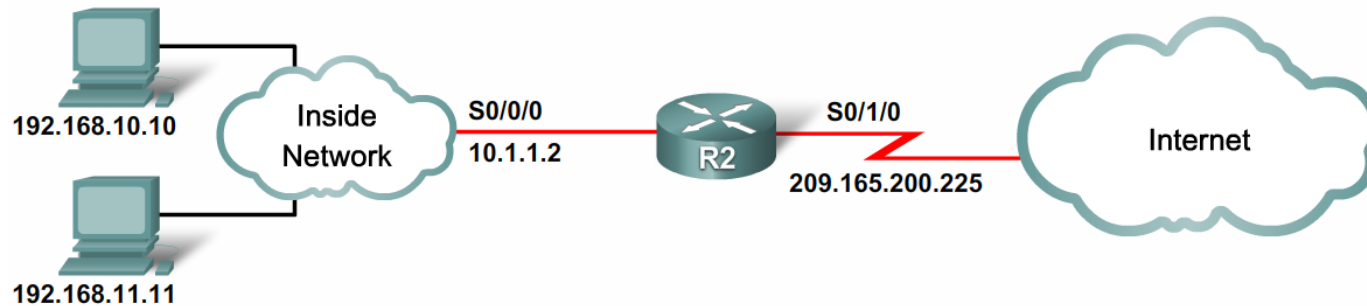 192.168.10.10
192.168.11.11
Inside
Network
S0/0/0
10.1.1.2
R2
S0/1/0
209.165.200.225
Internet